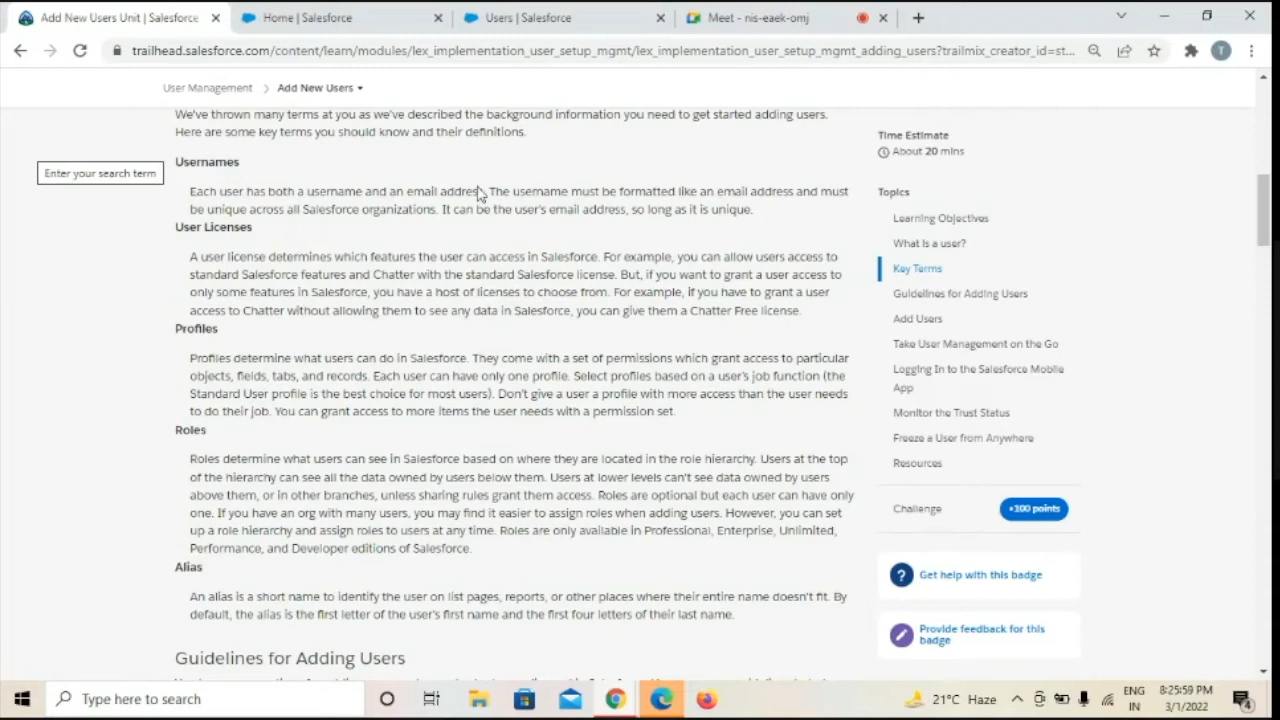 Add New Users Unit | Salesforce
Home | Salesforce
Users | Salesforce
Meet - nis-eaek-omj
trailhead.salesforce.com/content/learn/modules/lex_implementation_user_setup_mgmt/lex_implementation_user_setup_mgmt_adding_users?trailmix_creator_id=st...
T
User Management > Add New Users
We've thrown many terms at you as we've described the background information you need to get started adding users.
Here are some key terms you should know and their definitions.
Usernames
Enter your search term
Each user has both a username and an email address. The username must be formatted like an email address and must
be unique across all Salesforce organizations. It can be the user's email address, so long as it is unique.
User Licenses
A user license determines which features the user can access in Salesforce. For example, you can allow users access to
standard Salesforce features and Chatter with the standard Salesforce license. But, if you want to grant a user access to
only some features in Salesforce, you have a host of licenses to choose from. For example, if you have to grant a user
access to Chatter without allowing them to see any data in Salesforce, you can give them a Chatter Free license.
Profiles
Profiles determine what users can do in Salesforce. They come with a set of permissions which grant access to particular
objects, fields, tabs, and records. Each user can have only one profile. Select profiles based on a user's job function (the
Standard User profile is the best choice for most users). Don't give a user a profile with more access than the user needs
to do their job. You can grant access to more items the user needs with a permission set.
Roles
Roles determine what users can see in Salesforce based on where they are located in the role hierarchy. Users at the top
of the hierarchy can see all the data owned by users below them. Users at lower levels can't see data owned by users
above them, or in other branches, unless sharing rules grant them access. Roles are optional but each user can have only
one. If you have an org with many users, you may find it easier to assign roles when adding users. However, you can set
up a role hierarchy and assign roles to users at any time. Roles are only available in Professional, Enterprise, Unlimited,
Performance, and Developer editions of Salesforce.
Alias
An alias is a short name to identify the user on list pages, reports, or other places where their entire name doesn't fit. By
default, the alias is the first letter of the user's first name and the first four letters of their last name.
Guidelines for Adding Users
Time Estimate
About 20 mins
Topics
Learning Objectives
What Is a user?
Key Terms
Guidelines for Adding Users
Add Users
Take User Management on the Go
Logging In to the Salesforce Mobile
App
Monitor the Trust Status
Freeze a User from Anywhere
Resources
Challenge
+100 points
Get help with this badge
Provide feedback for this
badge
Type here to search
21°C Haze
ENG
IN
8:25:59 PM
3/1/2022
4